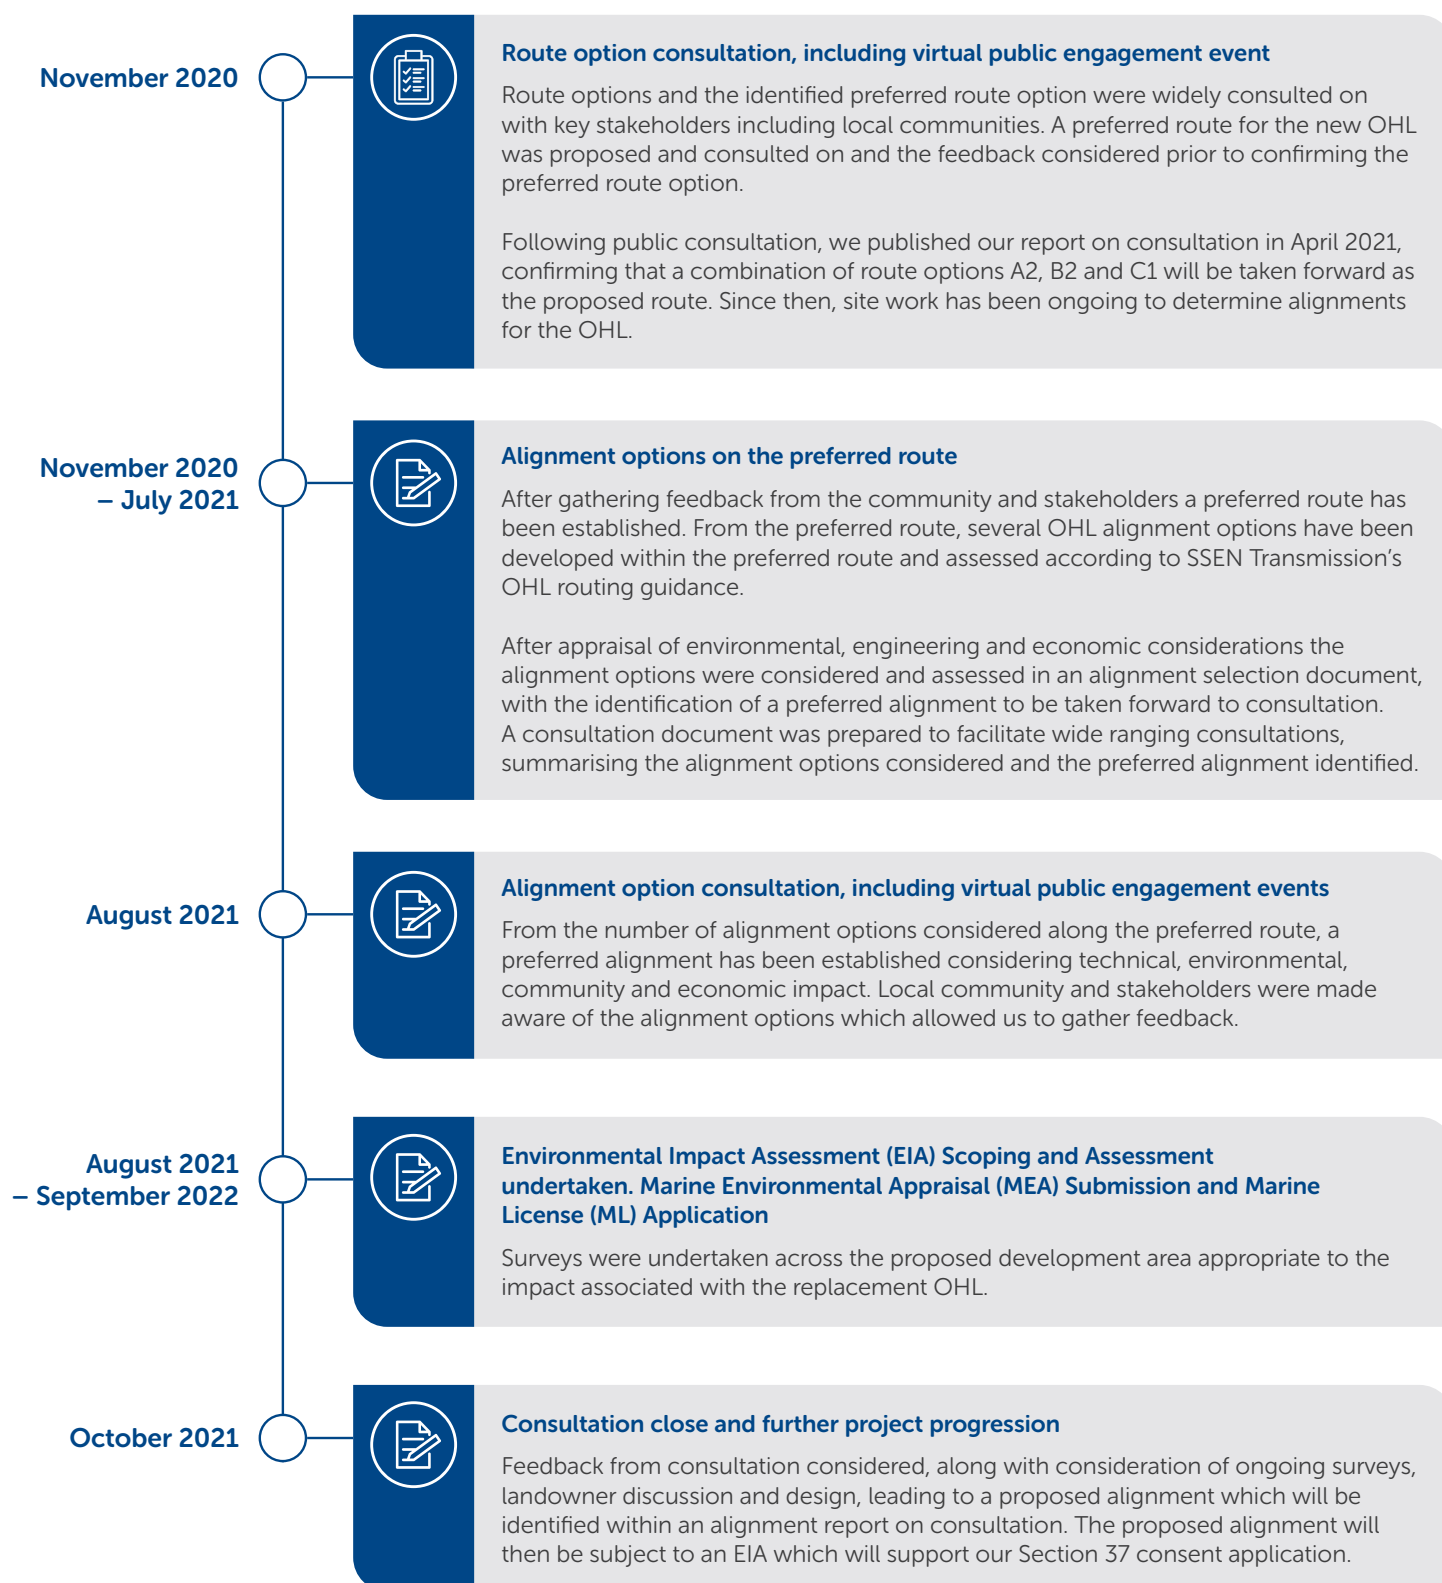 November 2020
Route option consultation, including virtual public engagement event
Route options and the identified preferred route option were widely consulted on
with key stakeholders including local communities. A preferred route for the new OHL
was proposed and consulted on and the feedback considered prior to confirming the
preferred route option.
Following public consultation, we published our report on consultation in April 2021,
confirming that a combination of route options A2, B2 and C1 will be taken forward as
the proposed route. Since then, site work has been ongoing to determine alignments
for the OHL.
November 2020
– July 2021
Alignment options on the preferred route
After gathering feedback from the community and stakeholders a preferred route has
been established. From the preferred route, several OHL alignment options have been
developed within the preferred route and assessed according to SSEN Transmission’s
OHL routing guidance.
After appraisal of environmental, engineering and economic considerations the
alignment options were considered and assessed in an alignment selection document,
with the identification of a preferred alignment to be taken forward to consultation.
A consultation document was prepared to facilitate wide ranging consultations,
summarising the alignment options considered and the preferred alignment identified.
August 2021
Alignment option consultation, including virtual public engagement events
From the number of alignment options considered along the preferred route, a
preferred alignment has been established considering technical, environmental,
community and economic impact. Local community and stakeholders were made
aware of the alignment options which allowed us to gather feedback.
August 2021
– September 2022
Environmental Impact Assessment (EIA) Scoping and Assessment
undertaken. Marine Environmental Appraisal (MEA) Submission and Marine
License (ML) Application
Surveys were undertaken across the proposed development area appropriate to the
impact associated with the replacement OHL.
October 2021
Consultation close and further project progression
Feedback from consultation considered, along with consideration of ongoing surveys,
landowner discussion and design, leading to a proposed alignment which will be
identified within an alignment report on consultation. The proposed alignment will
then be subject to an EIA which will support our Section 37 consent application.